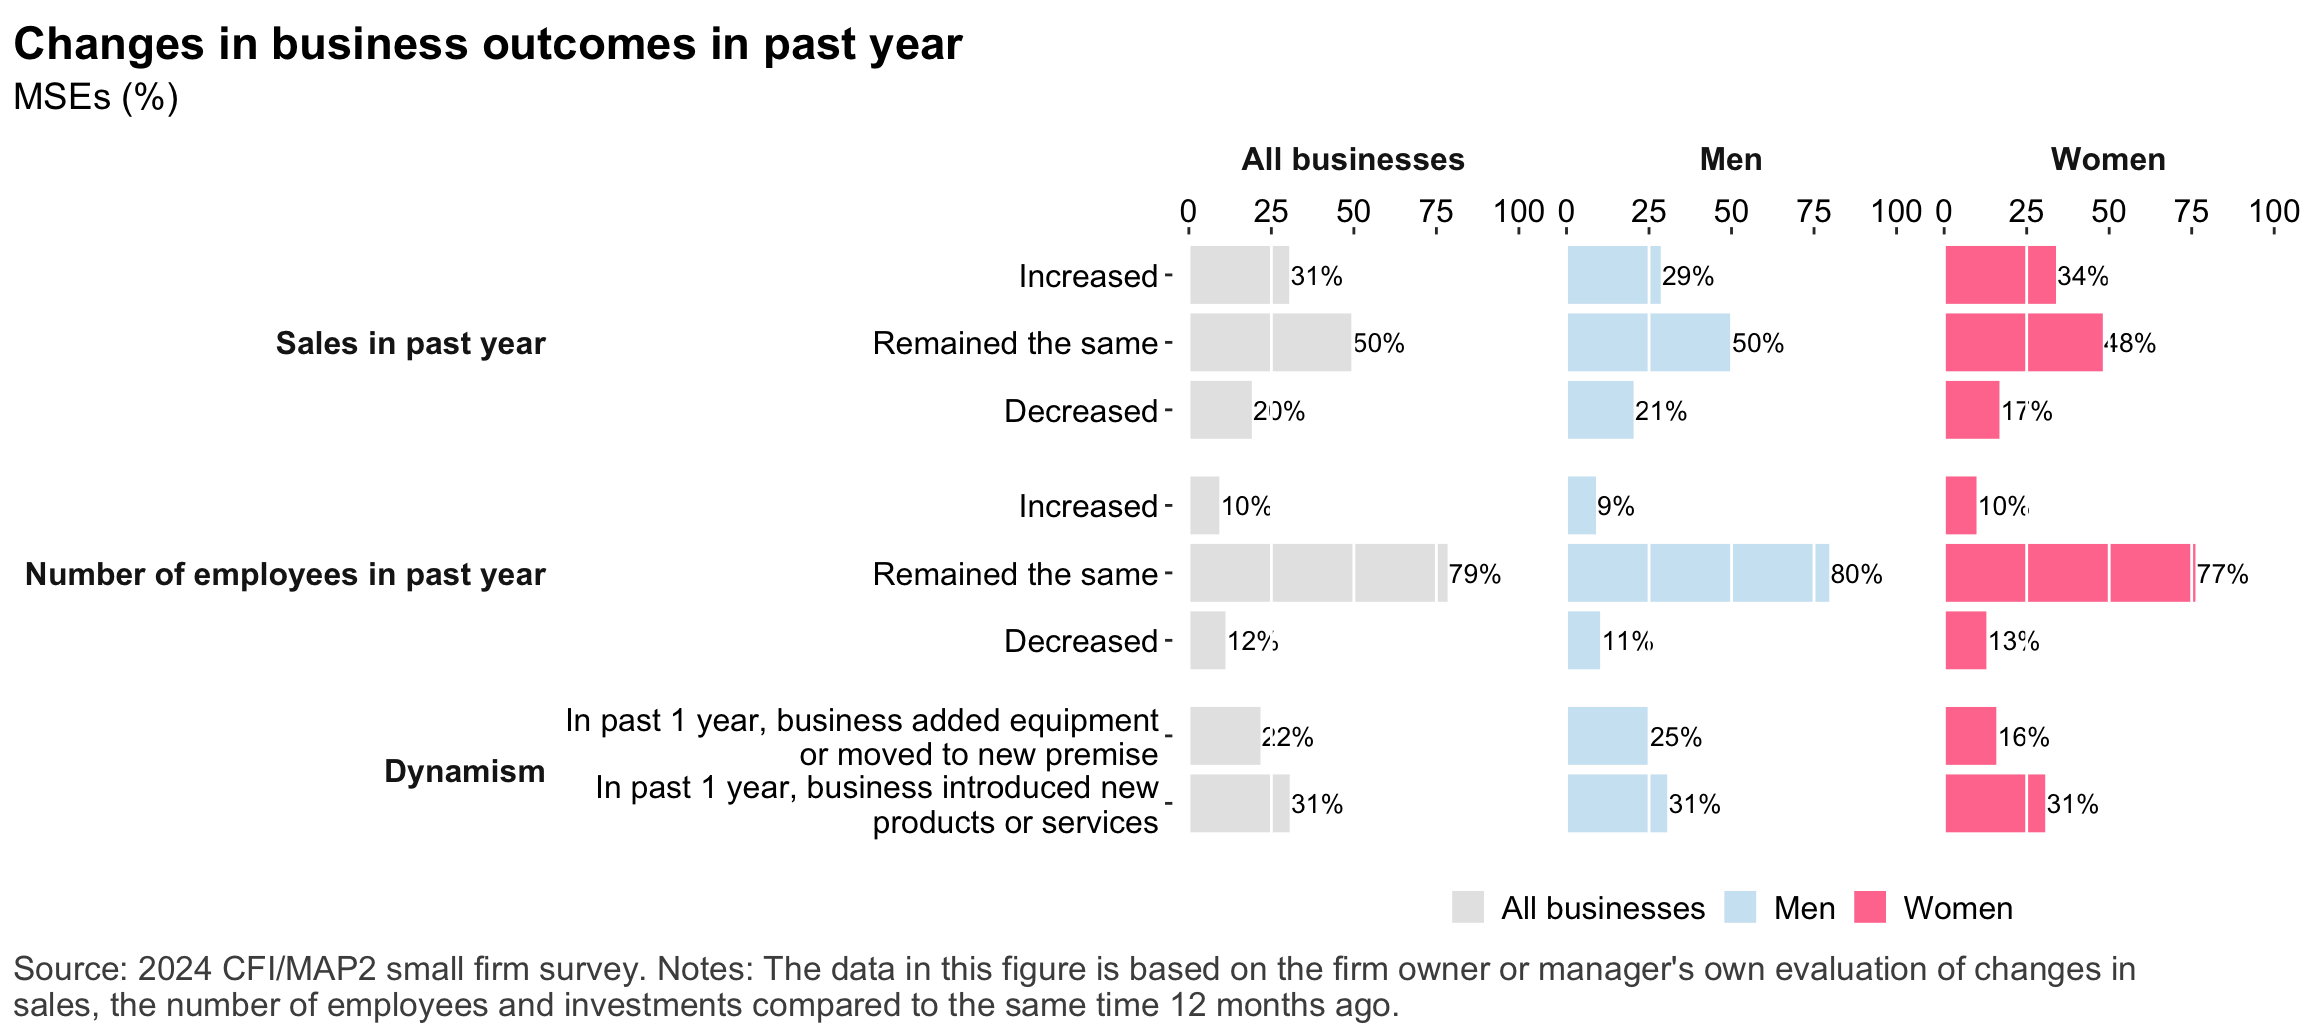 Changes in business outcomes in past year
MSEs (%)
All businesses Men Women
0 25 50 75 100 0 25 50 75 100 0 25 50 75 100
Sales in past year
Increased 31% 29% 34%
Remained the same 50% 50% 48%
Decreased 20% 21% 17%
Number of employees in past year
Increased 10% 9% 10%
Remained the same 79% 80% 77%
Decreased 12% 11% 13%
Dynamism
In past 1 year, business added equipment
or moved to new premise 22% 25% 16%
In past 1 year, business introduced new
products or services 31% 31% 31%
All businesses Men Women
Source: 2024 CFI/MAP2 small firm survey. Notes: The data in this figure is based on the firm owner or manager's own evaluation of changes in
sales, the number of employees and investments compared to the same time 12 months ago.